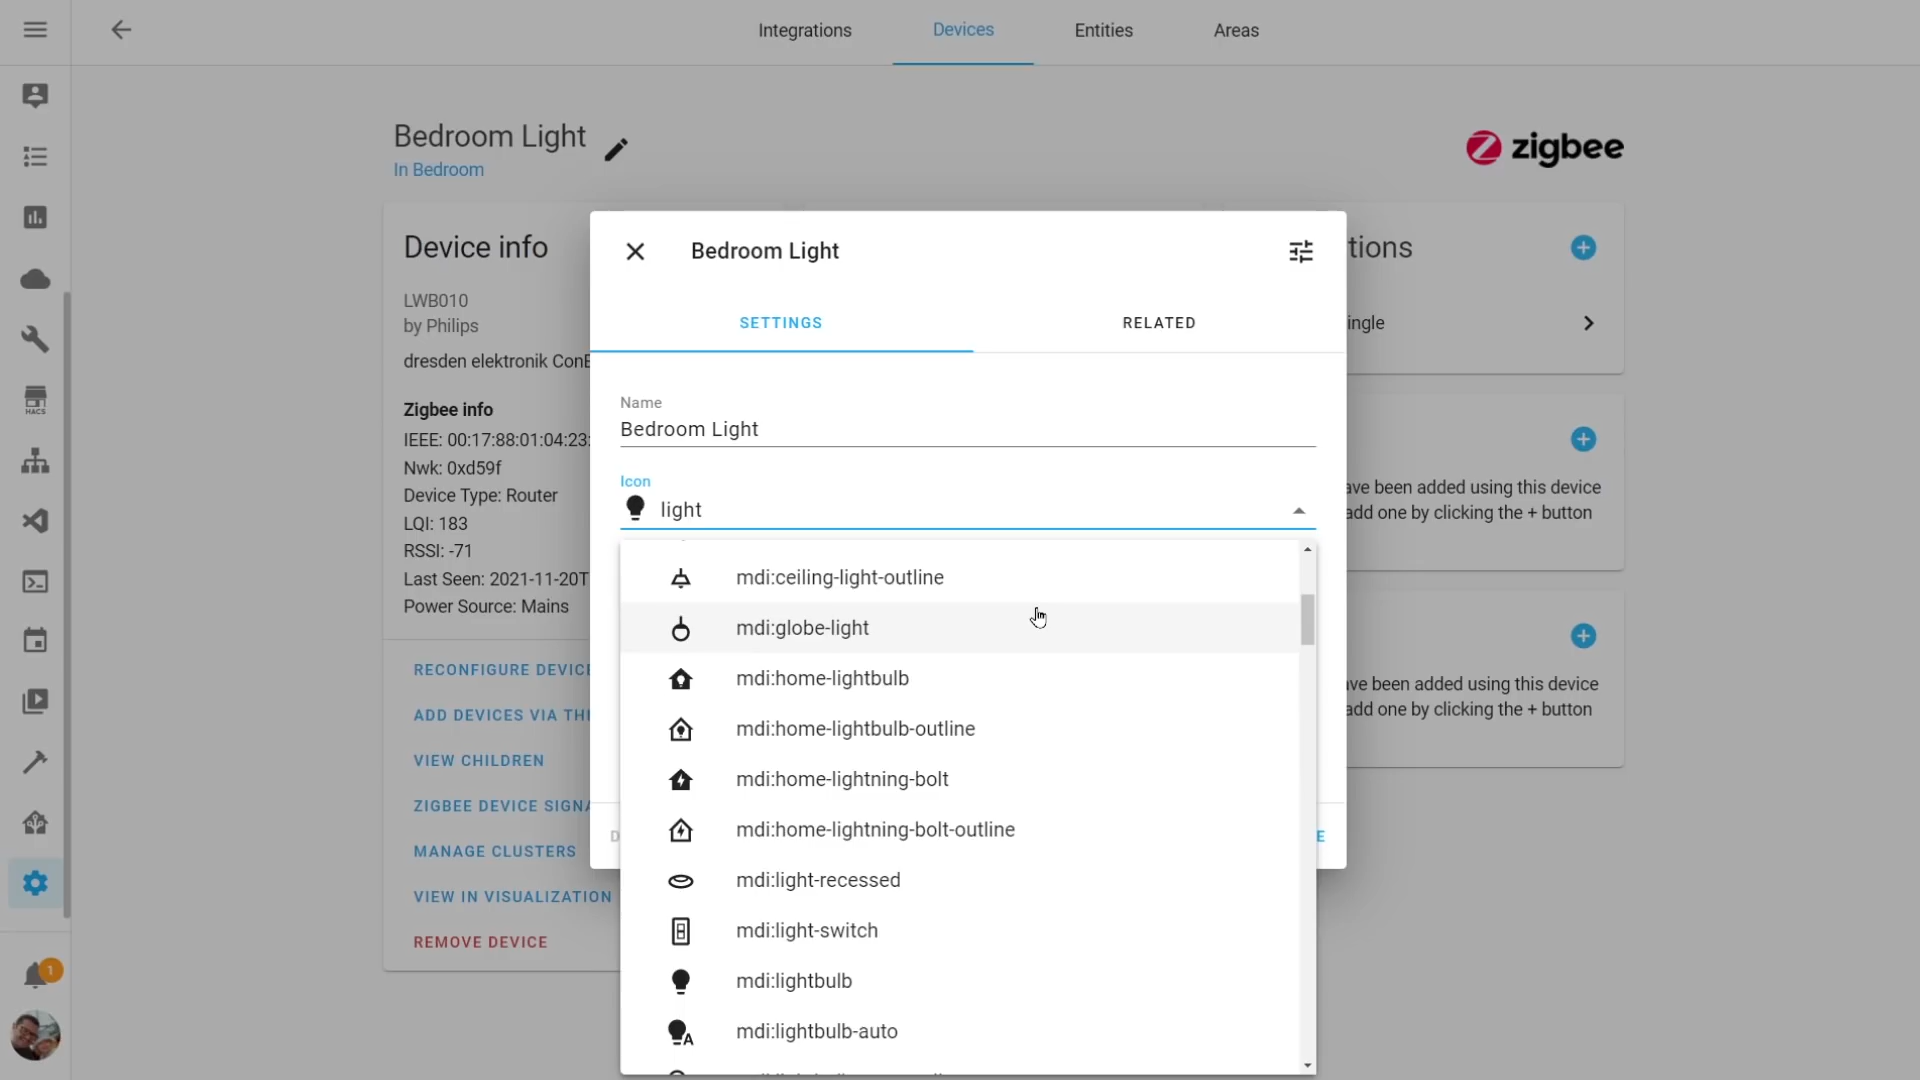 Integrations
Devices
Entities
Areas
Bedroom Light
In Bedroom
zigbee
HACS
1
Device info
LWB010
by Philips
dresden elektronik ConB
Zigbee info
IEEE: 00:17:88:01:04:23:
Nwk: 0xd59f
Device Type: Router
LQI: 183
RSSI: -71
Last Seen: 2021-11-20T
Power Source: Mains
RECONFIGURE DEVICE
ADD DEVICES VIA TH
VIEW CHILDREN
ZIGBEE DEVICE SIGNA
MANAGE CLUSTERS
VIEW IN VISUALIZATION
REMOVE DEVICE
Bedroom Light
SETTINGS
RELATED
Name
Bedroom Light
Icon
light
mdi:ceiling-light-outline
mdi:globe-light
mdi:home-lightbulb
mdi:home-lightbulb-outline
mdi:home-lightning-bolt
mdi:home-lightning-bolt-outline
mdi:light-recessed
mdi:light-switch
mdi:lightbulb
mdi:lightbulb-auto
D
E
tions
ingle
ave been added using this device
add one by clicking the + button
ave been added using this device
add one by clicking the + button